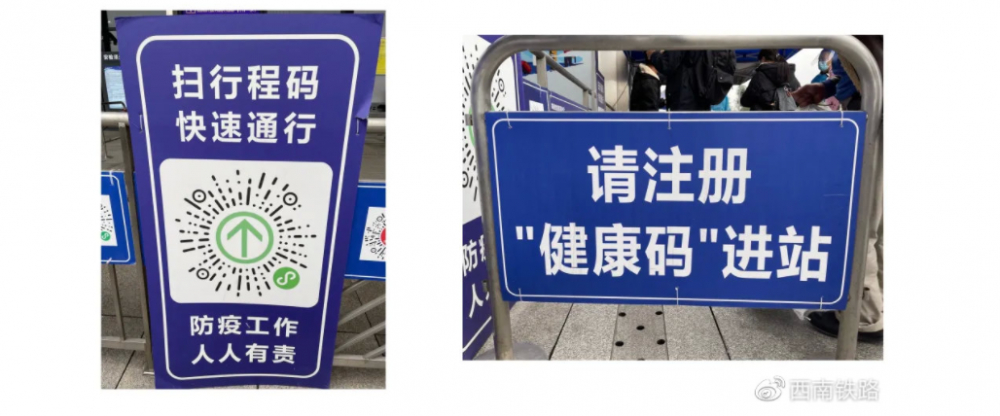 扫行程码
快速通行
防疫工作
人人有责
请注册
"健康码"进站
西南铁路